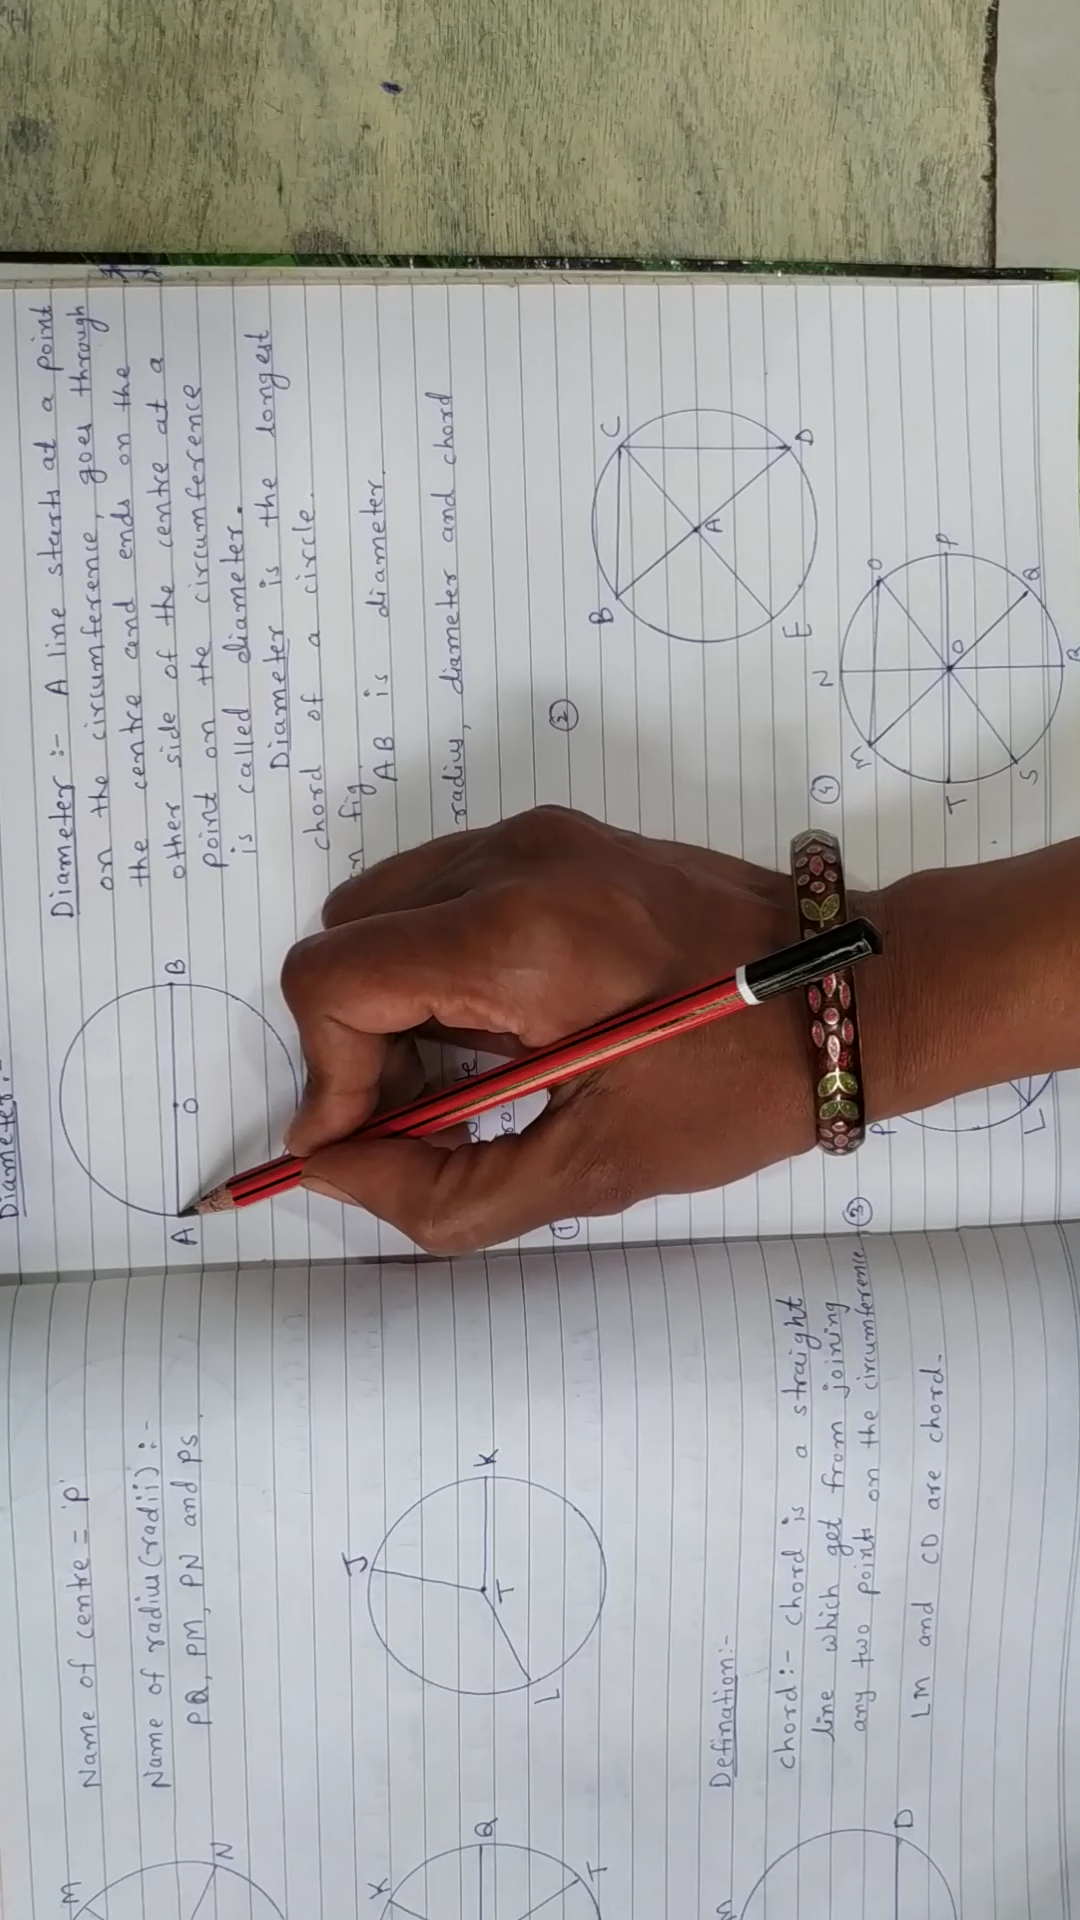 Name of centre = 'P'
Name of radius(radii) :-
PQ, PM, PN and PS.
M
N
J
K
T
L
K
Q
T
Defination:-
chord:- chord is a straight
line which get from joining
any two points on the circumference
LM and CD are chord.
D
m
Diameter:-
A
O
B
Diameter :- A line starts at a point
on the circumference, goes through
the centre and ends on the
other side of the centre at a
point on the circumference
is called diameter.
Diameter is the longest
chord of a circle.
fig
AB is diameter.
radius, diameter and chord
①
②
B
C
A
E
D
③
P
L
④
N
M
O
T
O
P
S
Q
R